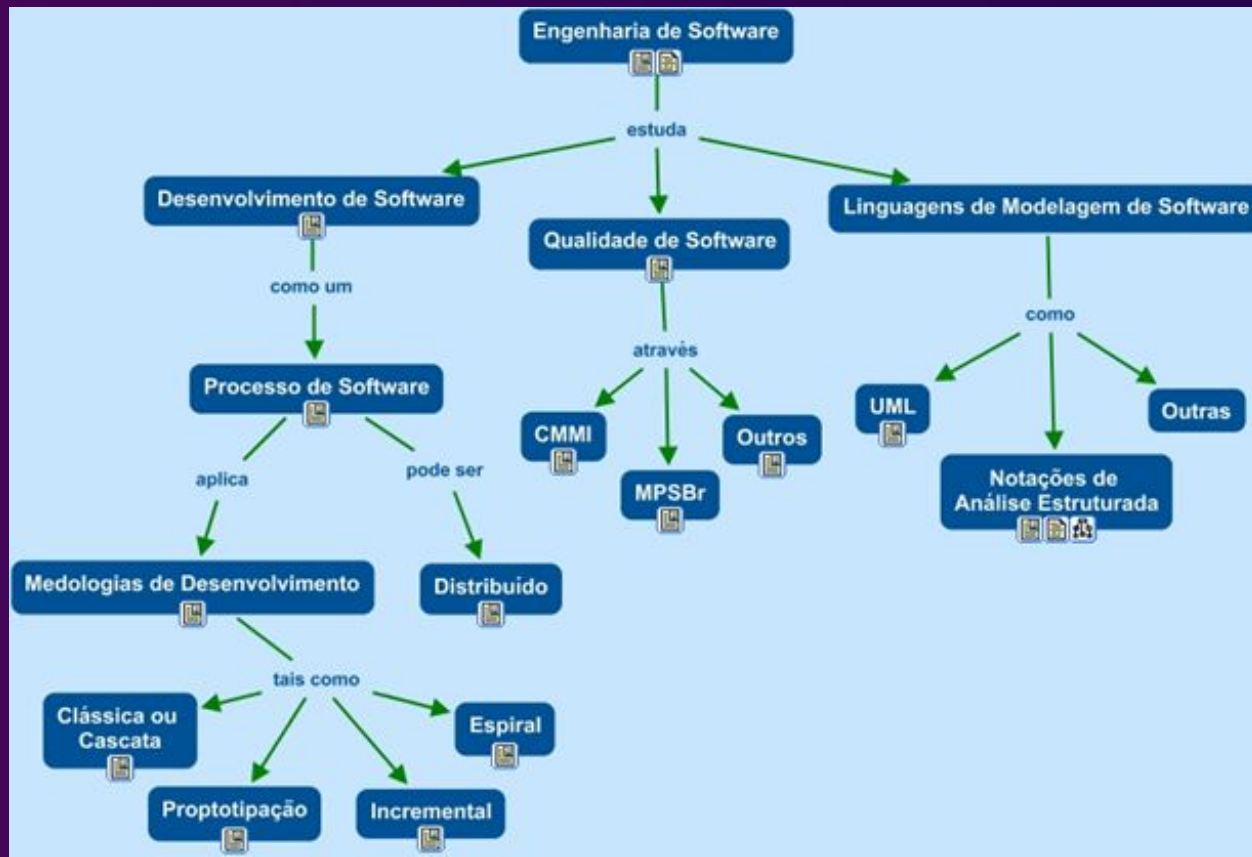 Engenharia de Software
estuda
Desenvolvimento de Software
Qualidade de Software
Linguagens de Modelagem de Software
como um
através
como
Processo de Software
CMMI
MPSBr
Outros
UML
Notações de
Análise Estruturada
Outras
aplica
pode ser
Medologias de Desenvolvimento
Distribuido
tais como
Clássica ou
Cascata
Proptotipação
Incremental
Espiral